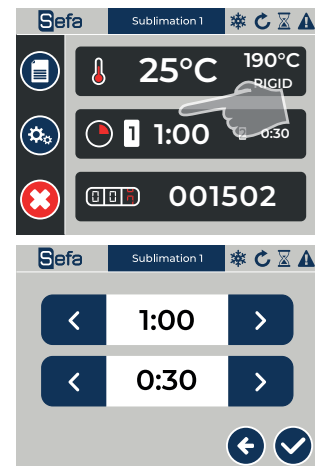 Sefa Sublimation 1
25°C 190°C
RIGID
1 1:00 0:30
001502
Sefa Sublimation 1
1:00
0:30